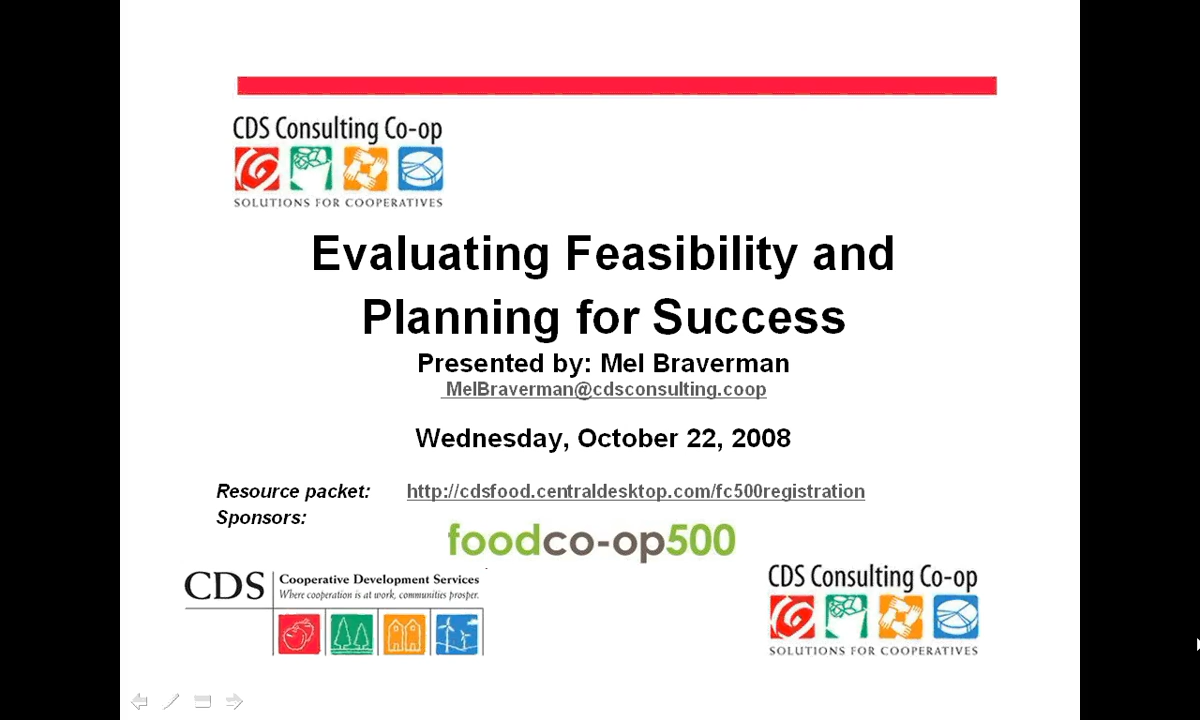 CDS Consulting Co-op
SOLUTIONS FOR COOPERATIVES
Evaluating Feasibility and
Planning for Success
Presented by: Mel Braverman
MelBraverman@cdsconsulting.coop
Wednesday, October 22, 2008
Resource packet: http://cdsfood.centraldesktop.com/fc500registration
Sponsors:
foodco-op500
CDS Cooperative Development Services
Where cooperation is at work, communities prosper.
CDS Consulting Co-op
SOLUTIONS FOR COOPERATIVES